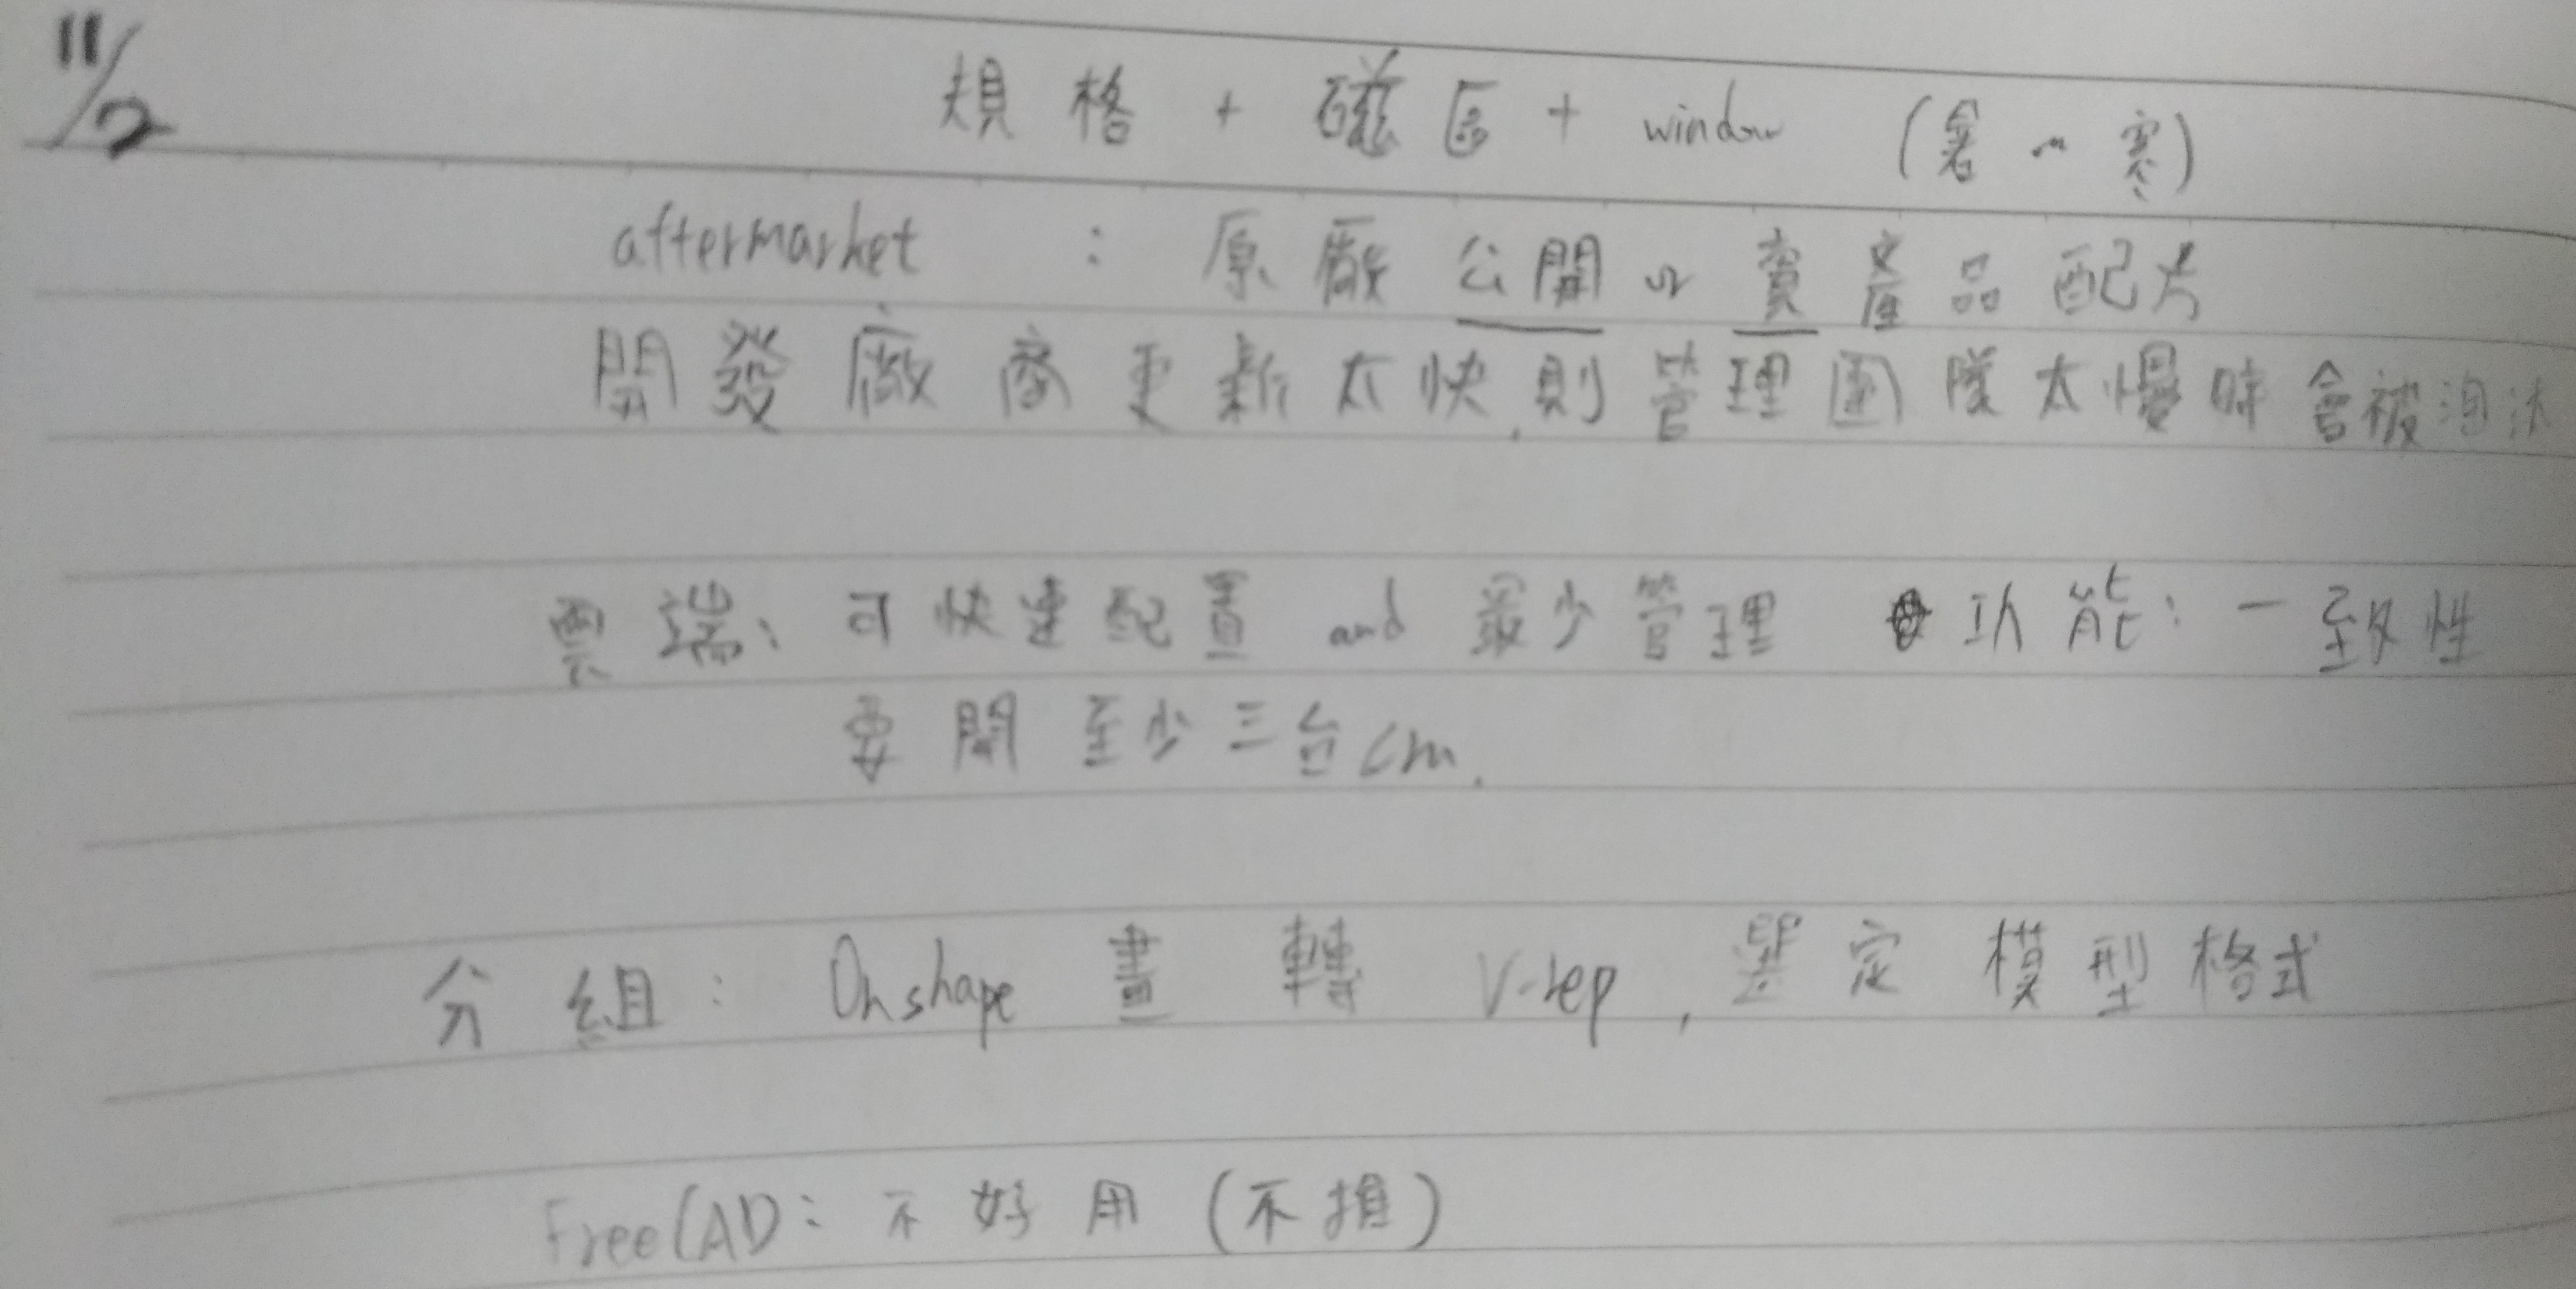 11/2
規格 + 磁區 + window (暑~寒)
aftermarket : 原廠公開 or 賣產品配方
開發廠商更新太快,則管理團隊太慢時會被淘汰
雲端: 可快速配置 and 最少管理 功能: 一致性
要開至少三台cm.
分組: Onshape 畫 轉 V-rep, 選定模型格式
FreeCAD: 不好用 (不推)